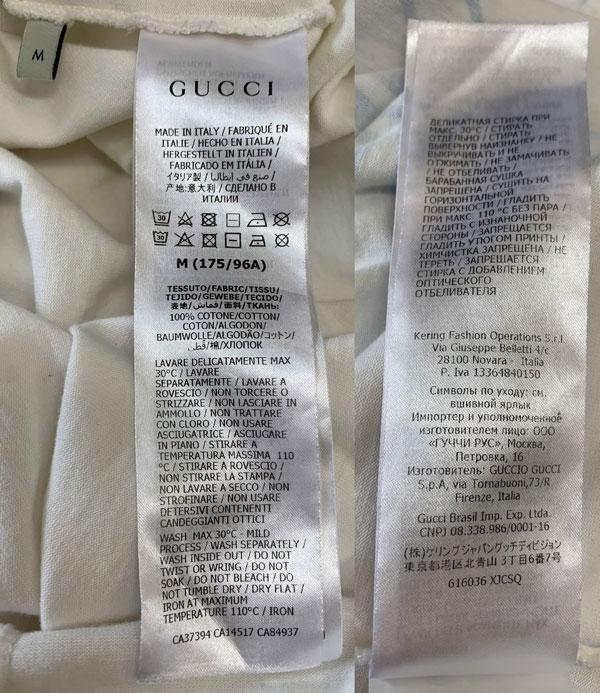 M
GUCCI
MADE IN ITALY / FABRIQUÉ EN
ITALIE / HECHO EN ITALIA /
HERGESTELLT IN ITALIEN /
FABRICADO EM ITÁLIA /
イタリア製 / صنع في إيطاليا /
产地:意大利 / СДЕЛАНО В
ИТАЛИИ
30
30
M (175/96A)
TESSUTO/FABRIC/TISSU/
TEJIDO/GEWEBE/TECIDO/
表地/قماش/面料/ТКАНЬ:
100% COTONE/COTTON/
COTON/ALGODON/
BAUMWOLLE/ALGODÃO/コットン/
قطن/棉/ХЛОПОК
LAVARE DELICATAMENTE MAX
30°C / LAVARE
SEPARATAMENTE / LAVARE A
ROVESCIO / NON TORCERE O
STRIZZARE / NON LASCIARE IN
AMMOLLO / NON TRATTARE
CON CLORO / NON USARE
ASCIUGATRICE / ASCIUGARE
IN PIANO / STIRARE A
TEMPERATURA MASSIMA 110
°C / STIRARE A ROVESCIO /
NON STIRARE LA STAMPA /
NON LAVARE A SECCO / NON
STROFINARE / NON USARE
DETERSIVI CONTENENTI
CANDEGGIANTI OTTICI
WASH MAX 30°C - MILD
PROCESS / WASH SEPARATELY /
WASH INSIDE OUT / DO NOT
TWIST OR WRING / DO NOT
SOAK / DO NOT BLEACH / DO
NOT TUMBLE DRY / DRY FLAT /
IRON AT MAXIMUM
TEMPERATURE 110°C / IRON
CA37394 CA14517 CA84937
ДЕЛИКАТНАЯ СТИРКА ПРИ
МАКС. 30°C / СТИРАТЬ
ОТДЕЛЬНО / СТИРАТЬ
ВЫВЕРНУВ НАИЗНАНКУ / НЕ
ВЫКРУЧИВАТЬ И НЕ
ОТЖИМАТЬ / НЕ ЗАМАЧИВАТЬ
/ НЕ ОТБЕЛИВАТЬ /
БАРАБАННАЯ СУШКА
ЗАПРЕЩЕНА / СУШИТЬ НА
ГОРИЗОНТАЛЬНОЙ
ПОВЕРХНОСТИ / ГЛАДИТЬ
ПРИ МАКС. 110 °C БЕЗ ПАРА /
ГЛАДИТЬ С ИЗНАНОЧНОЙ
СТОРОНЫ / ЗАПРЕЩАЕТСЯ
ГЛАДИТЬ УТЮГОМ ПРИНТЫ /
ХИМЧИСТКА ЗАПРЕЩЕНА / НЕ
ТЕРЕТЬ / ЗАПРЕЩАЕТСЯ
СТИРКА С ДОБАВЛЕНИЕМ
ОПТИЧЕСКОГО
ОТБЕЛИВАТЕЛЯ
Kering Fashion Operations S.r.l
Via Giuseppe Belletti 4/c
28100 Novara - Italia
P. Iva 13364840150
Символы по уходу: см.
вшивной ярлык
Импортер и уполномоченное
изготовителем лицо: ООО
«ГУЧЧИ РУС», Москва,
Петровка, 16
Изготовитель: GUCCIO GUCCI
S.p.A, via Tornabuoni,73/R
Firenze, Italia
Gucci Brasil Imp. Exp. Ltda.
CNPJ 08.338.986/0001-16
(株)ケリングジャパングッチディビジョン
東京都港区北青山 3丁目6番7号
616036 XJCSQ